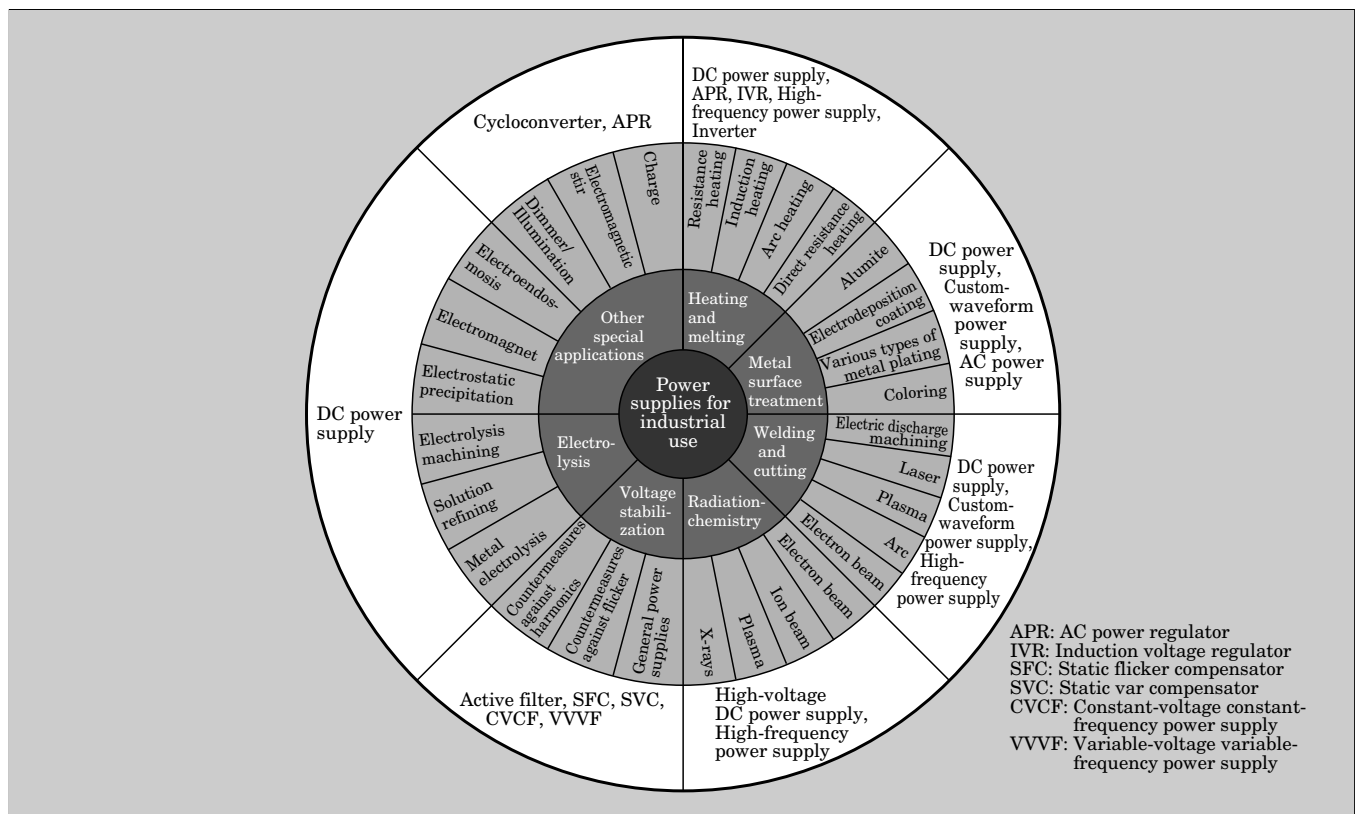 Power
supplies for
industrial
use
Heating
and
melting
Metal
surface
treatment
Welding
and
cutting
Radiation-
chemistry
Voltage
stabili-
zation
Electro-
lysis
Other
special
applications
Resistance
heating
Induction
heating
Arc heating
Direct resistance
heating
Alumite
Electrodeposition
coating
Various types of
metal plating
Coloring
Electric discharge
machining
Laser
Plasma
Arc
Electron beam
Electron beam
Ion beam
Plasma
X-rays
General power
supplies
Countermeasures
against flicker
Countermeasures
against
harmonics
Metal
electrolysis
Solution
refining
Electrolysis
machining
Electrostatic
precipitation
Electromagnet
Electroendos-
mosis
Dimmer/
Illumination
Electromagnetic
stir
Charge
DC power supply,
APR, IVR, High-
frequency power supply,
Inverter
DC power
supply,
Custom-
waveform
power
supply,
AC power
supply
DC power
supply,
Custom-
waveform
power supply,
High-
frequency
power supply
High-voltage
DC power supply,
High-frequency
power supply
Active filter, SFC, SVC,
CVCF, VVVF
DC power
supply
Cycloconverter, APR
APR: AC power regulator
IVR: Induction voltage regulator
SFC: Static flicker compensator
SVC: Static var compensator
CVCF: Constant-voltage constant-
frequency power supply
VVVF: Variable-voltage variable-
frequency power supply